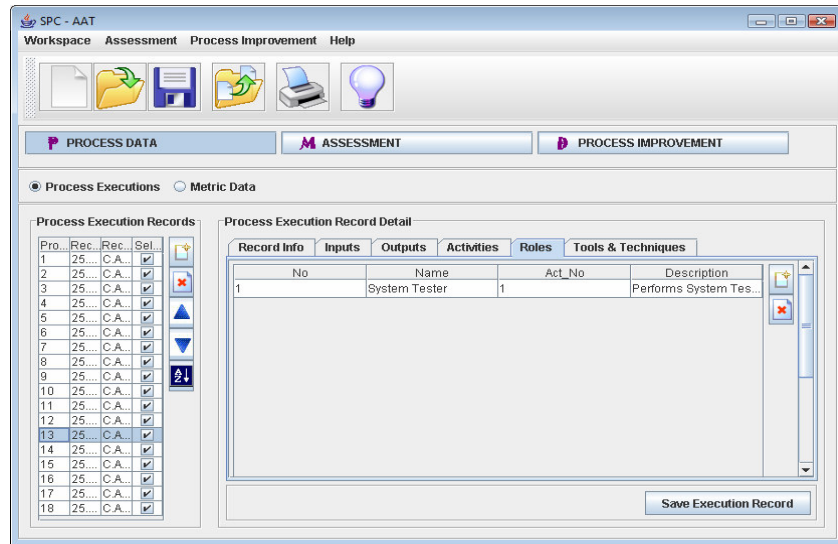 SPC - AAT
Workspace Assessment Process Improvement Help
P PROCESS DATA M ASSESSMENT D PROCESS IMPROVEMENT
Process Executions Metric Data
Process Execution Records Process Execution Record Detail
Record Info Inputs Outputs Activities Roles Tools & Techniques
Pro... Rec... Rec... Sel...
No Name Act_No Description
1 System Tester 1 Performs System Tes...
1 25.... C.A...
2 25.... C.A...
3 25.... C.A...
4 25.... C.A...
5 25.... C.A...
6 25.... C.A...
7 25.... C.A...
8 25.... C.A...
9 25.... C.A...
10 25.... C.A...
11 25.... C.A...
12 25.... C.A...
13 25.... C.A...
14 25.... C.A...
15 25.... C.A...
16 25.... C.A...
17 25.... C.A...
18 25.... C.A...
A
Z
Save Execution Record